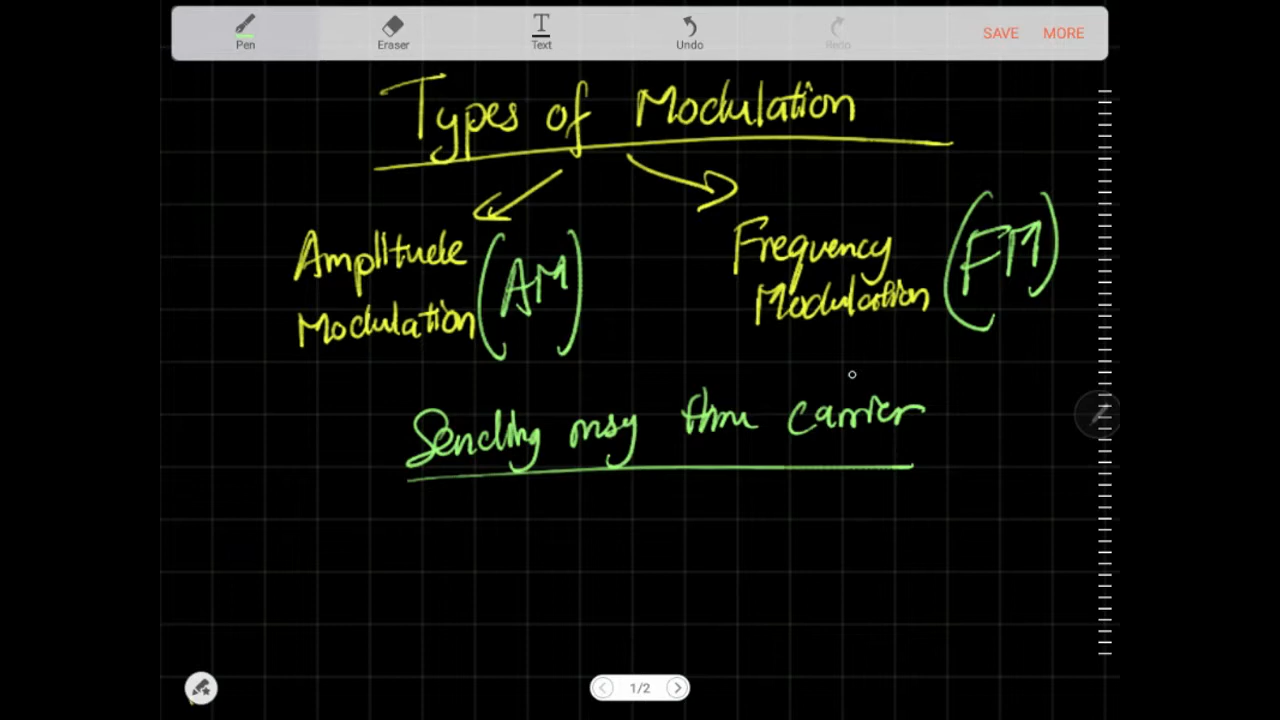 Pen
Eraser
Text
Undo
Redo
SAVE
MORE
Types of Modulation
Amplitude
Modulation (AM)
Frequency
Modulation (FM)
Sending msg thru carrier
1/2